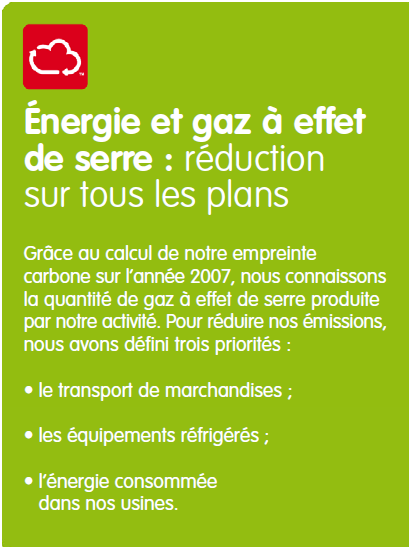 TM
Énergie et gaz à effet
de serre : réduction
sur tous les plans
Grâce au calcul de notre empreinte
carbone sur l'année 2007, nous connaissons
la quantité de gaz à effet de serre produite
par notre activité. Pour réduire nos émissions,
nous avons défini trois priorités :
• le transport de marchandises ;
• les équipements réfrigérés ;
• l'énergie consommée
dans nos usines.